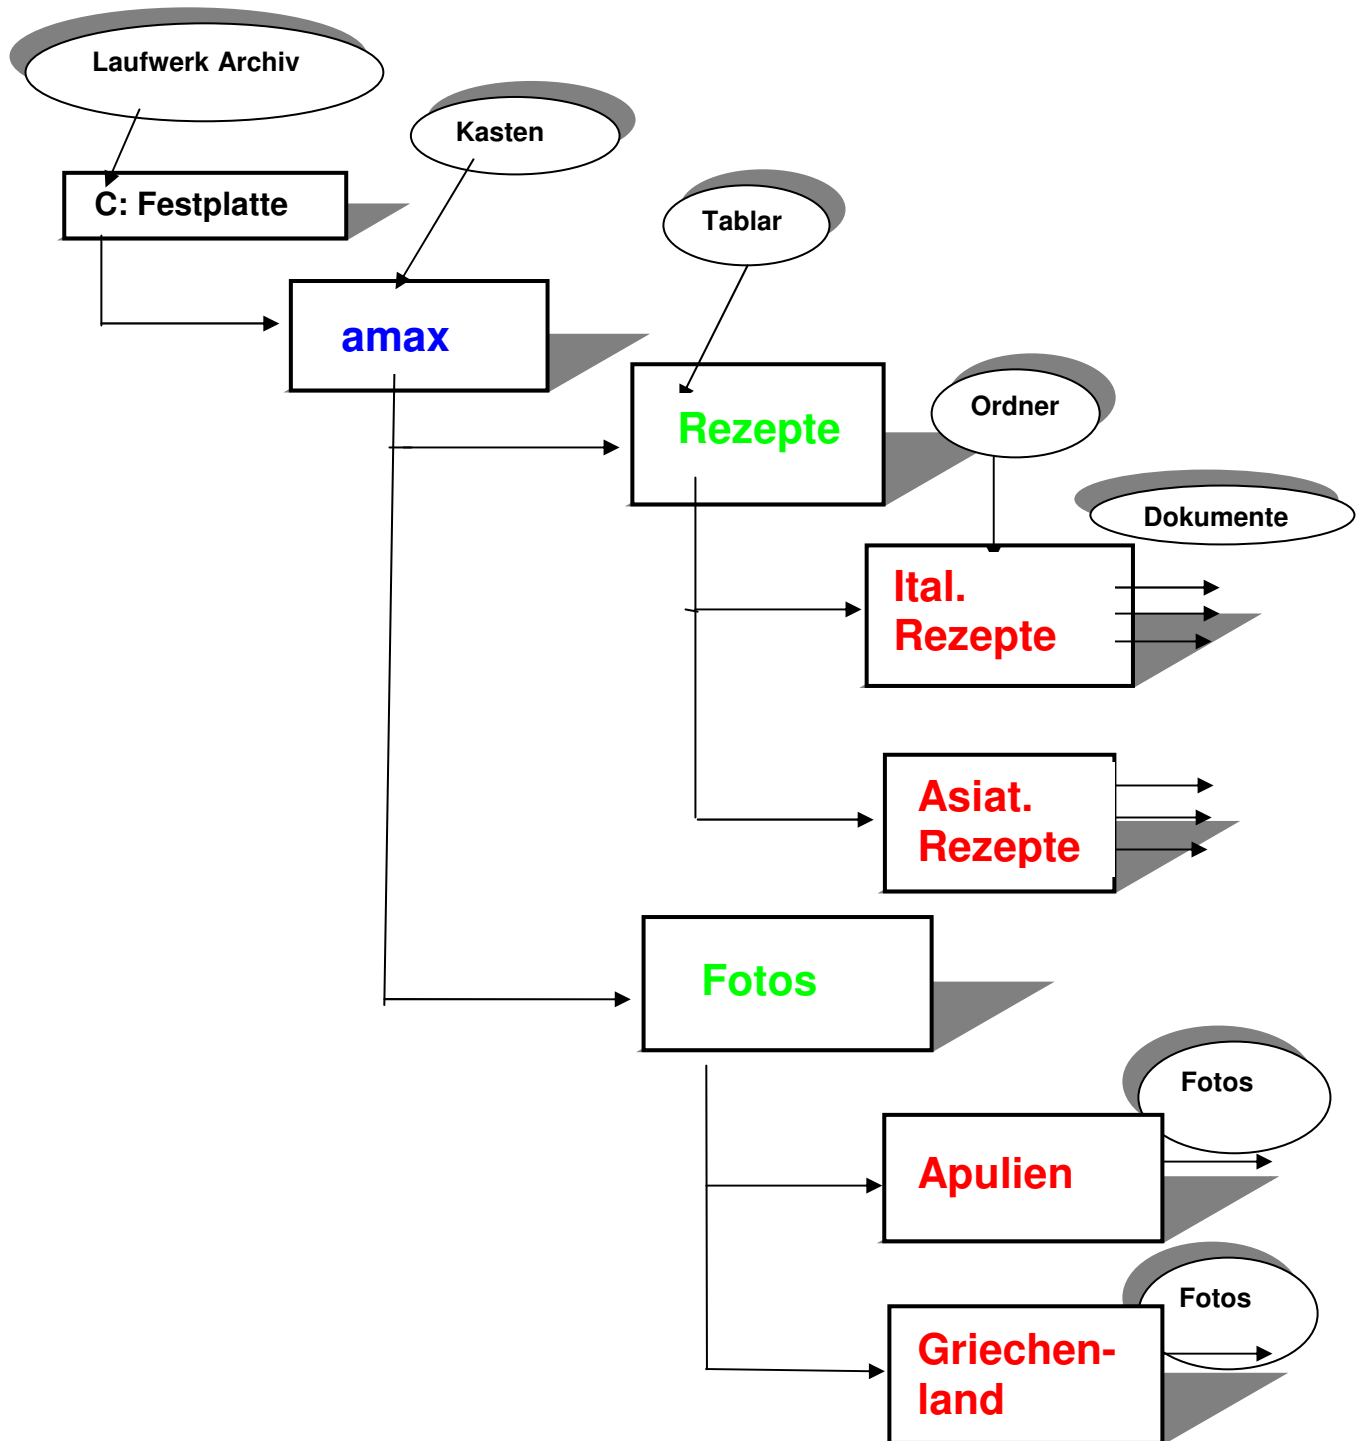 Laufwerk Archiv
Kasten
C: Festplatte
Tablar
amax
Ordner
Rezepte
Dokumente
Ital.
Rezepte
Asiat.
Rezepte
Fotos
Fotos
Apulien
Fotos
Griechen-
land